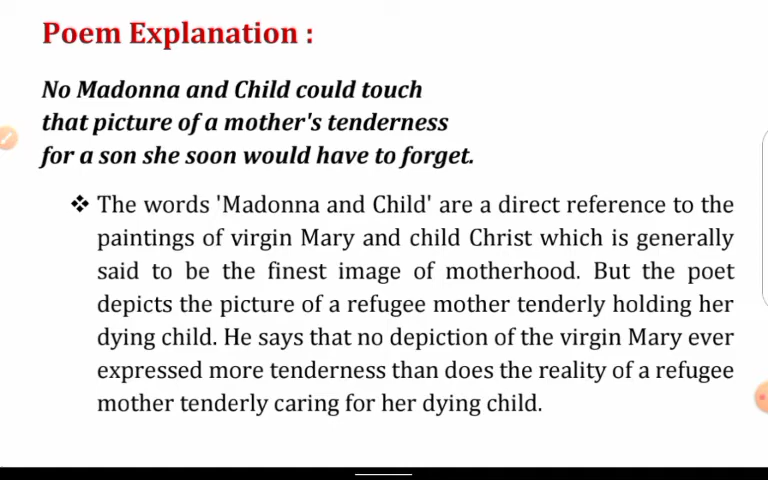 Poem Explanation :
No Madonna and Child could touch
that picture of a mother's tenderness
for a son she soon would have to forget.
❖ The words 'Madonna and Child' are a direct reference to the
paintings of virgin Mary and child Christ which is generally
said to be the finest image of motherhood. But the poet
depicts the picture of a refugee mother tenderly holding her
dying child. He says that no depiction of the virgin Mary ever
expressed more tenderness than does the reality of a refugee
mother tenderly caring for her dying child.